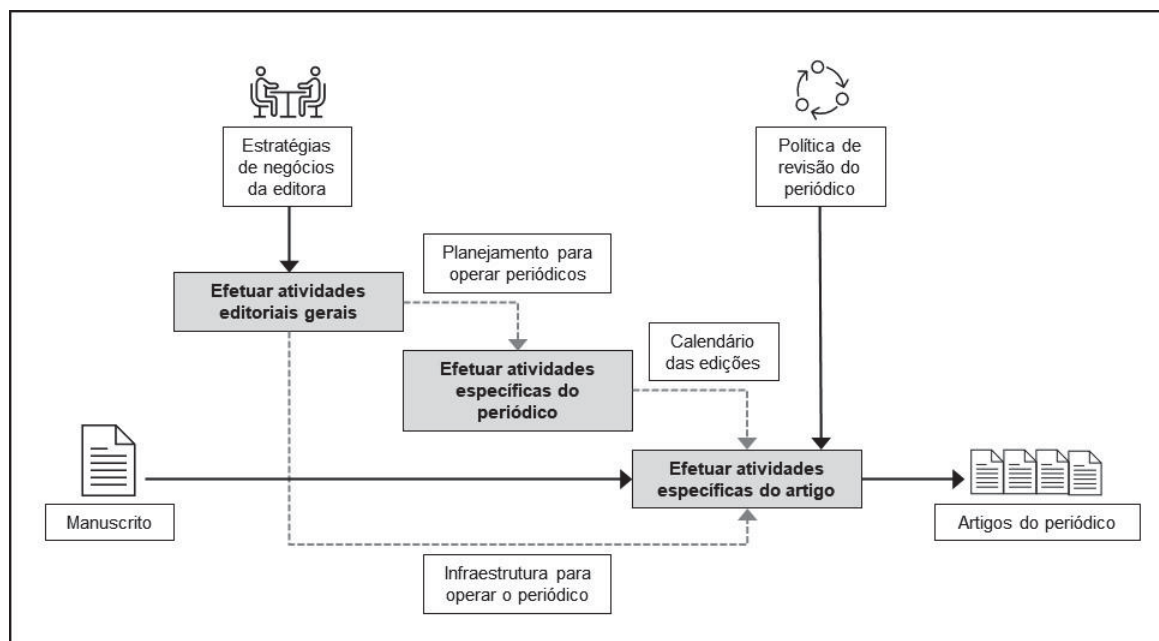 Estratégias
de negócios
da editora
Política de
revisão do
periódico
Planejamento para
operar periódicos
Efetuar atividades
editoriais gerais
Calendário
das edições
Efetuar atividades
específicas do
periódico
Efetuar atividades
específicas do artigo
Manuscrito
Artigos do periódico
Infraestrutura para
operar o periódico